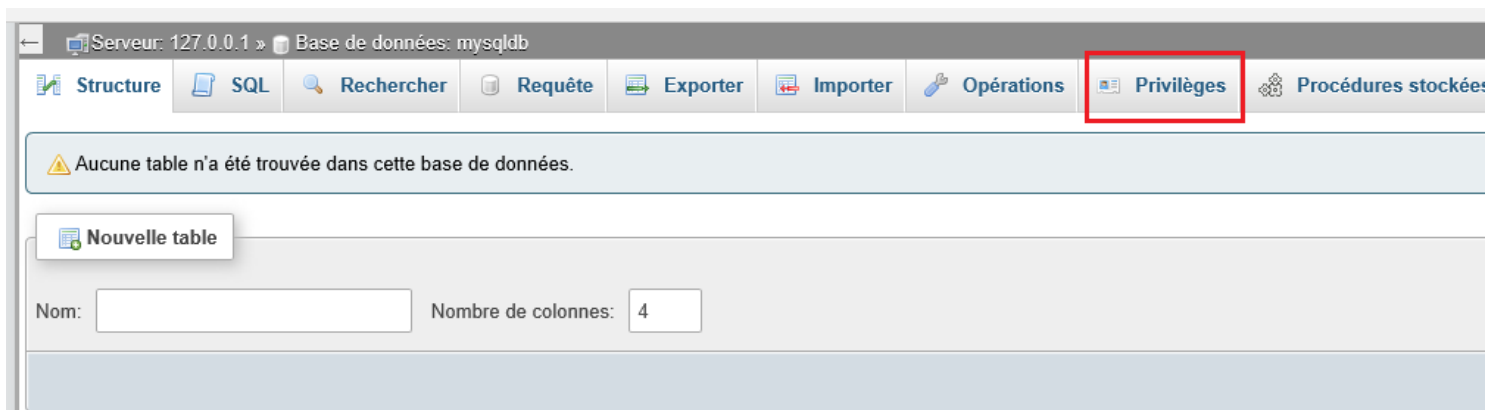 ← Serveur: 127.0.0.1 » Base de données: mysqldb
Structure SQL Rechercher Requête Exporter Importer Opérations Privilèges Procédures stockées
Aucune table n'a été trouvée dans cette base de données.
Nouvelle table
Nom: Nombre de colonnes: 4